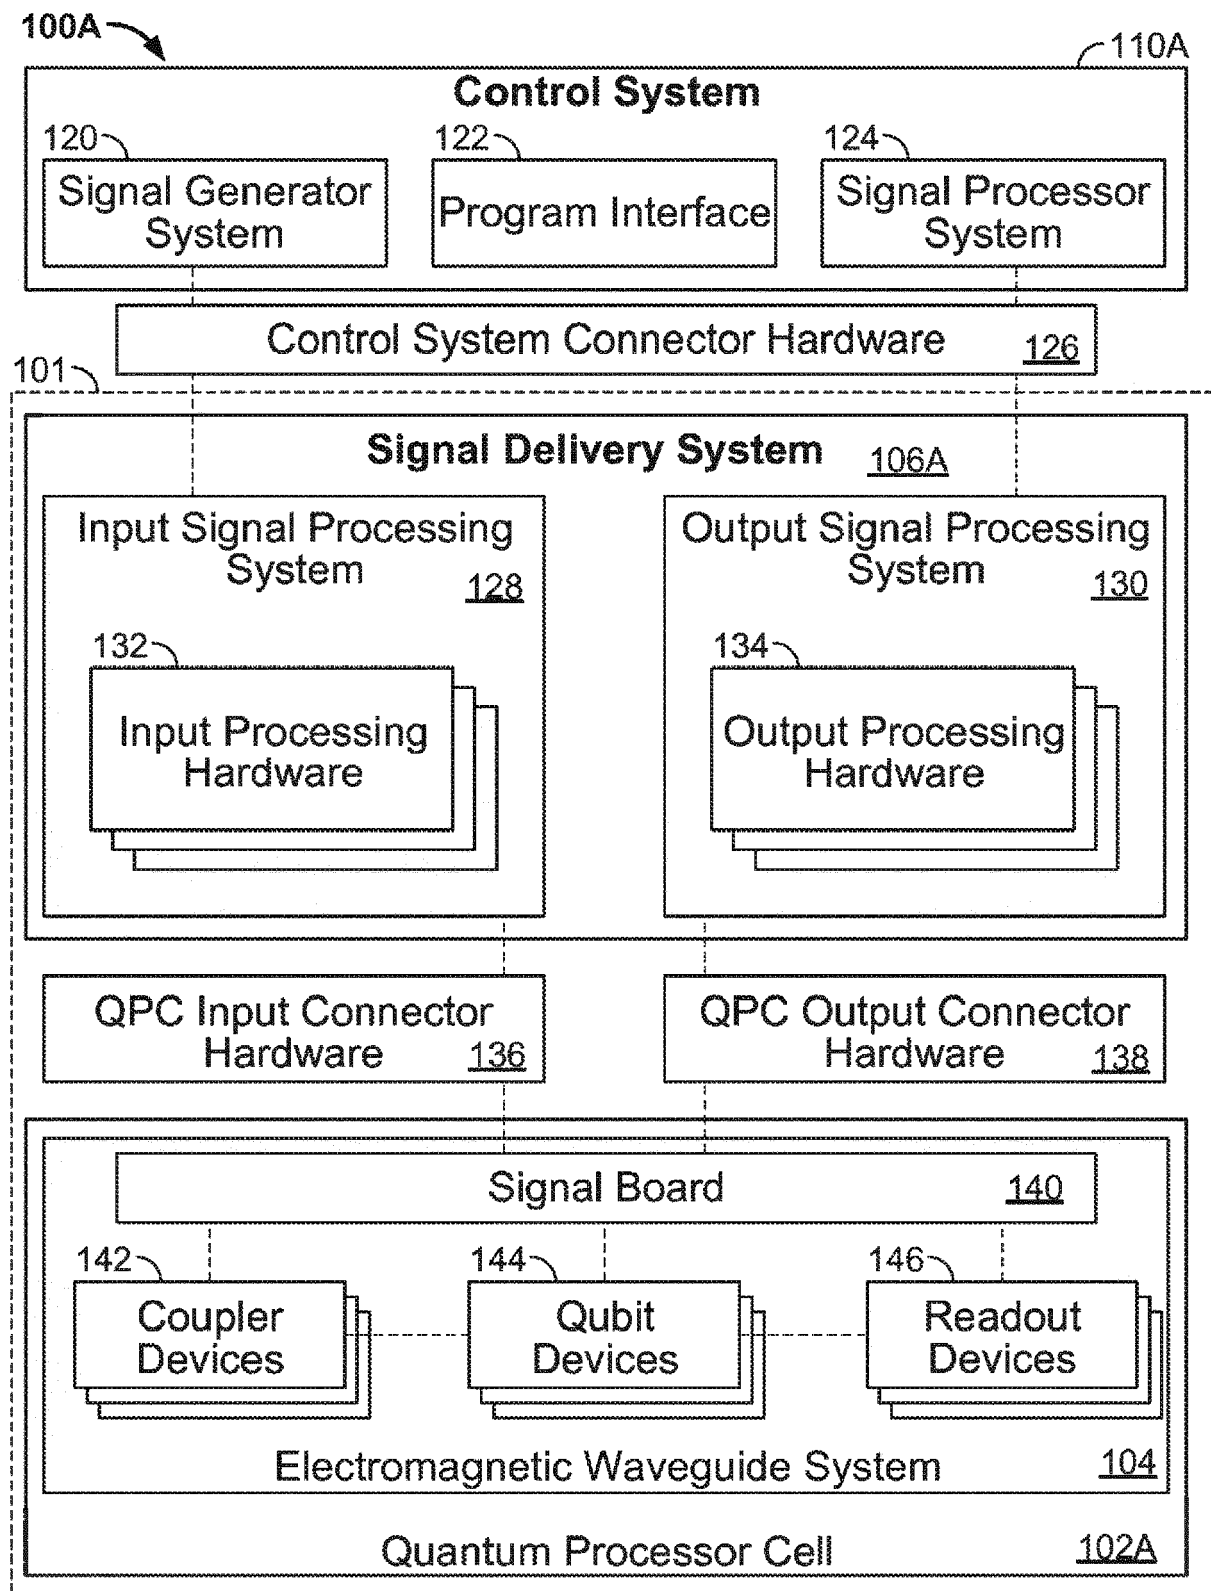 100A
110A
Control System
120
122
124
Signal Generator
System
Program Interface
Signal Processor
System
Control System Connector Hardware 126
101
Signal Delivery System 106A
Input Signal Processing
System
128
Output Signal Processing
System
130
132
Input Processing
Hardware
134
Output Processing
Hardware
QPC Input Connector
Hardware 136
QPC Output Connector
Hardware 138
Signal Board 140
142
144
146
Coupler
Devices
Qubit
Devices
Readout
Devices
Electromagnetic Waveguide System 104
Quantum Processor Cell 102A